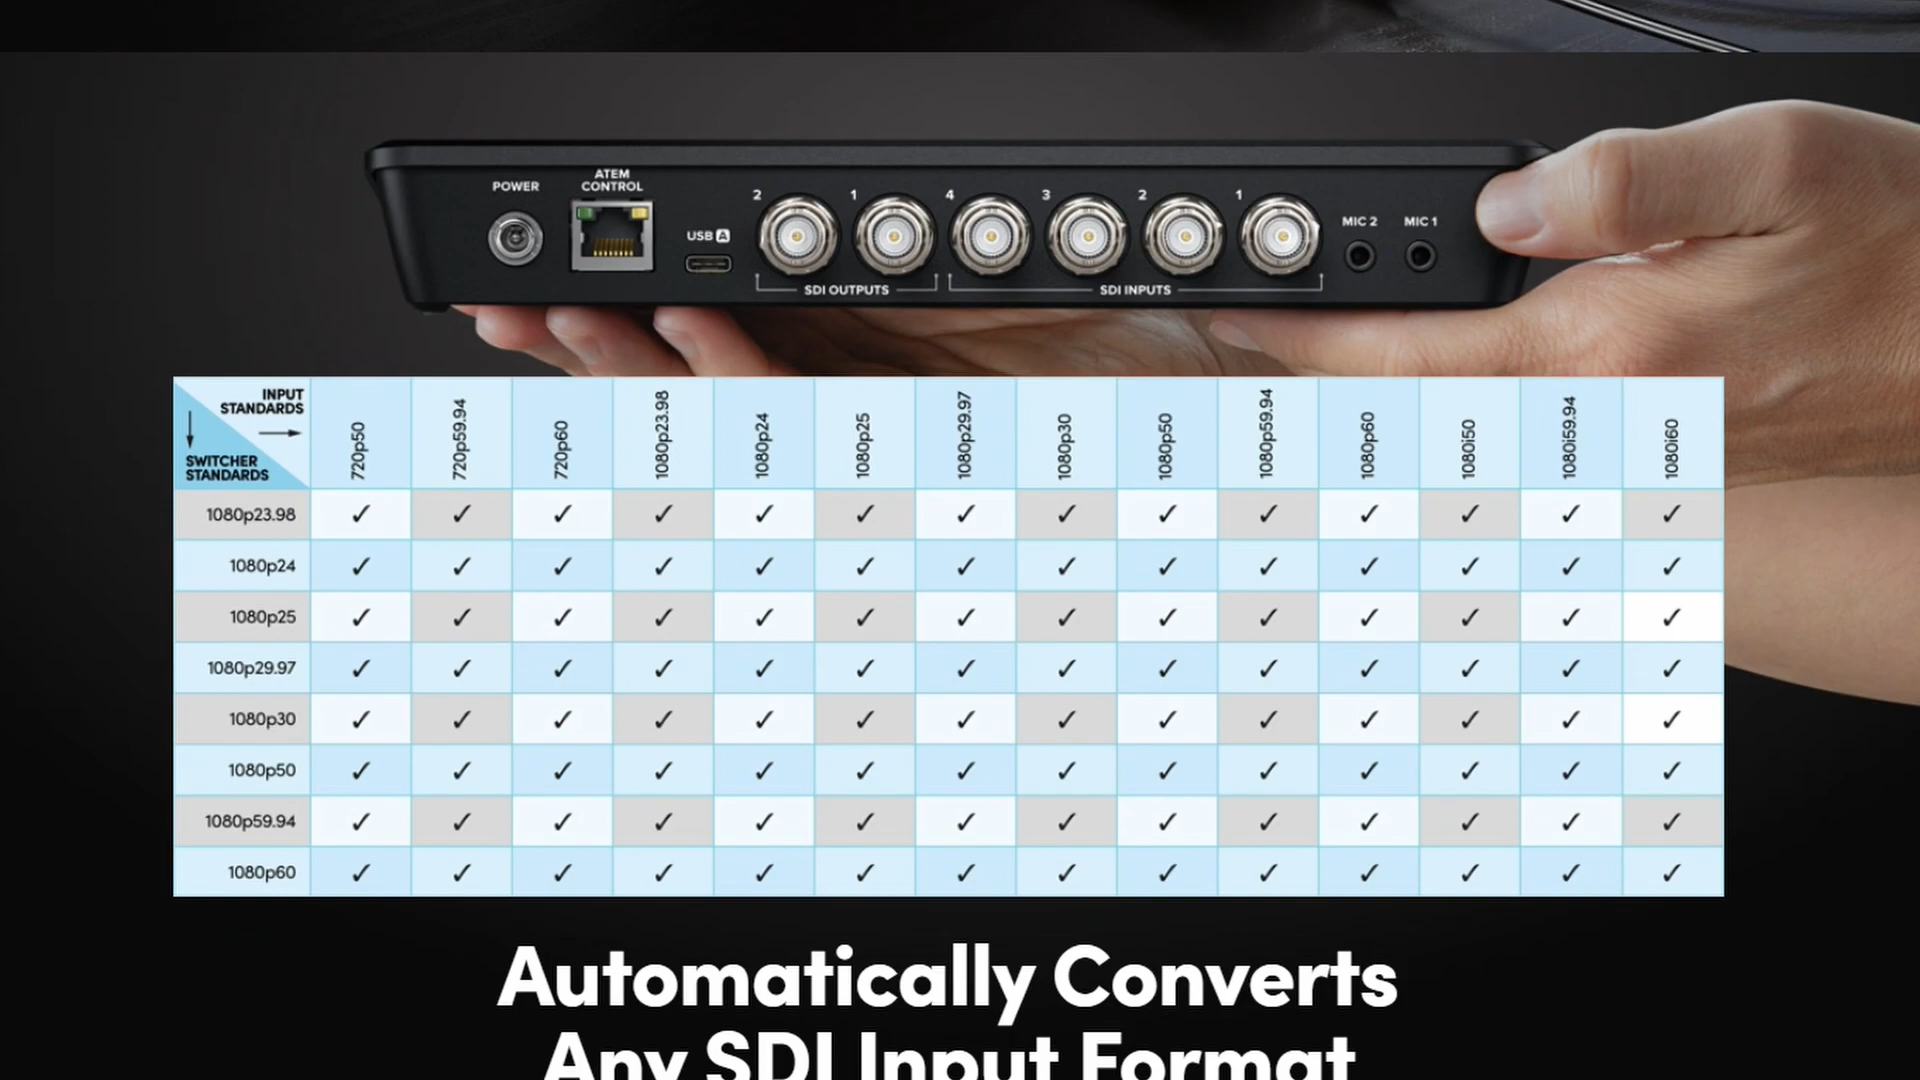 POWER
ATEM
CONTROL
USB A
2 1 4 3 2 1
MIC 2 MIC 1
SDI OUTPUTS SDI INPUTS
INPUT
STANDARDS
SWITCHER
STANDARDS
720p50 720p59.94 720p60 1080p23.98 1080p24 1080p25 1080p29.97 1080p30 1080p50 1080p59.94 1080p60 1080i50 1080i59.94 1080i60
1080p23.98 ✓ ✓ ✓ ✓ ✓ ✓ ✓ ✓ ✓ ✓ ✓ ✓ ✓ ✓
1080p24 ✓ ✓ ✓ ✓ ✓ ✓ ✓ ✓ ✓ ✓ ✓ ✓ ✓ ✓
1080p25 ✓ ✓ ✓ ✓ ✓ ✓ ✓ ✓ ✓ ✓ ✓ ✓ ✓ ✓
1080p29.97 ✓ ✓ ✓ ✓ ✓ ✓ ✓ ✓ ✓ ✓ ✓ ✓ ✓ ✓
1080p30 ✓ ✓ ✓ ✓ ✓ ✓ ✓ ✓ ✓ ✓ ✓ ✓ ✓ ✓
1080p50 ✓ ✓ ✓ ✓ ✓ ✓ ✓ ✓ ✓ ✓ ✓ ✓ ✓ ✓
1080p59.94 ✓ ✓ ✓ ✓ ✓ ✓ ✓ ✓ ✓ ✓ ✓ ✓ ✓ ✓
1080p60 ✓ ✓ ✓ ✓ ✓ ✓ ✓ ✓ ✓ ✓ ✓ ✓ ✓ ✓
Automatically Converts
Any SDI Input Format